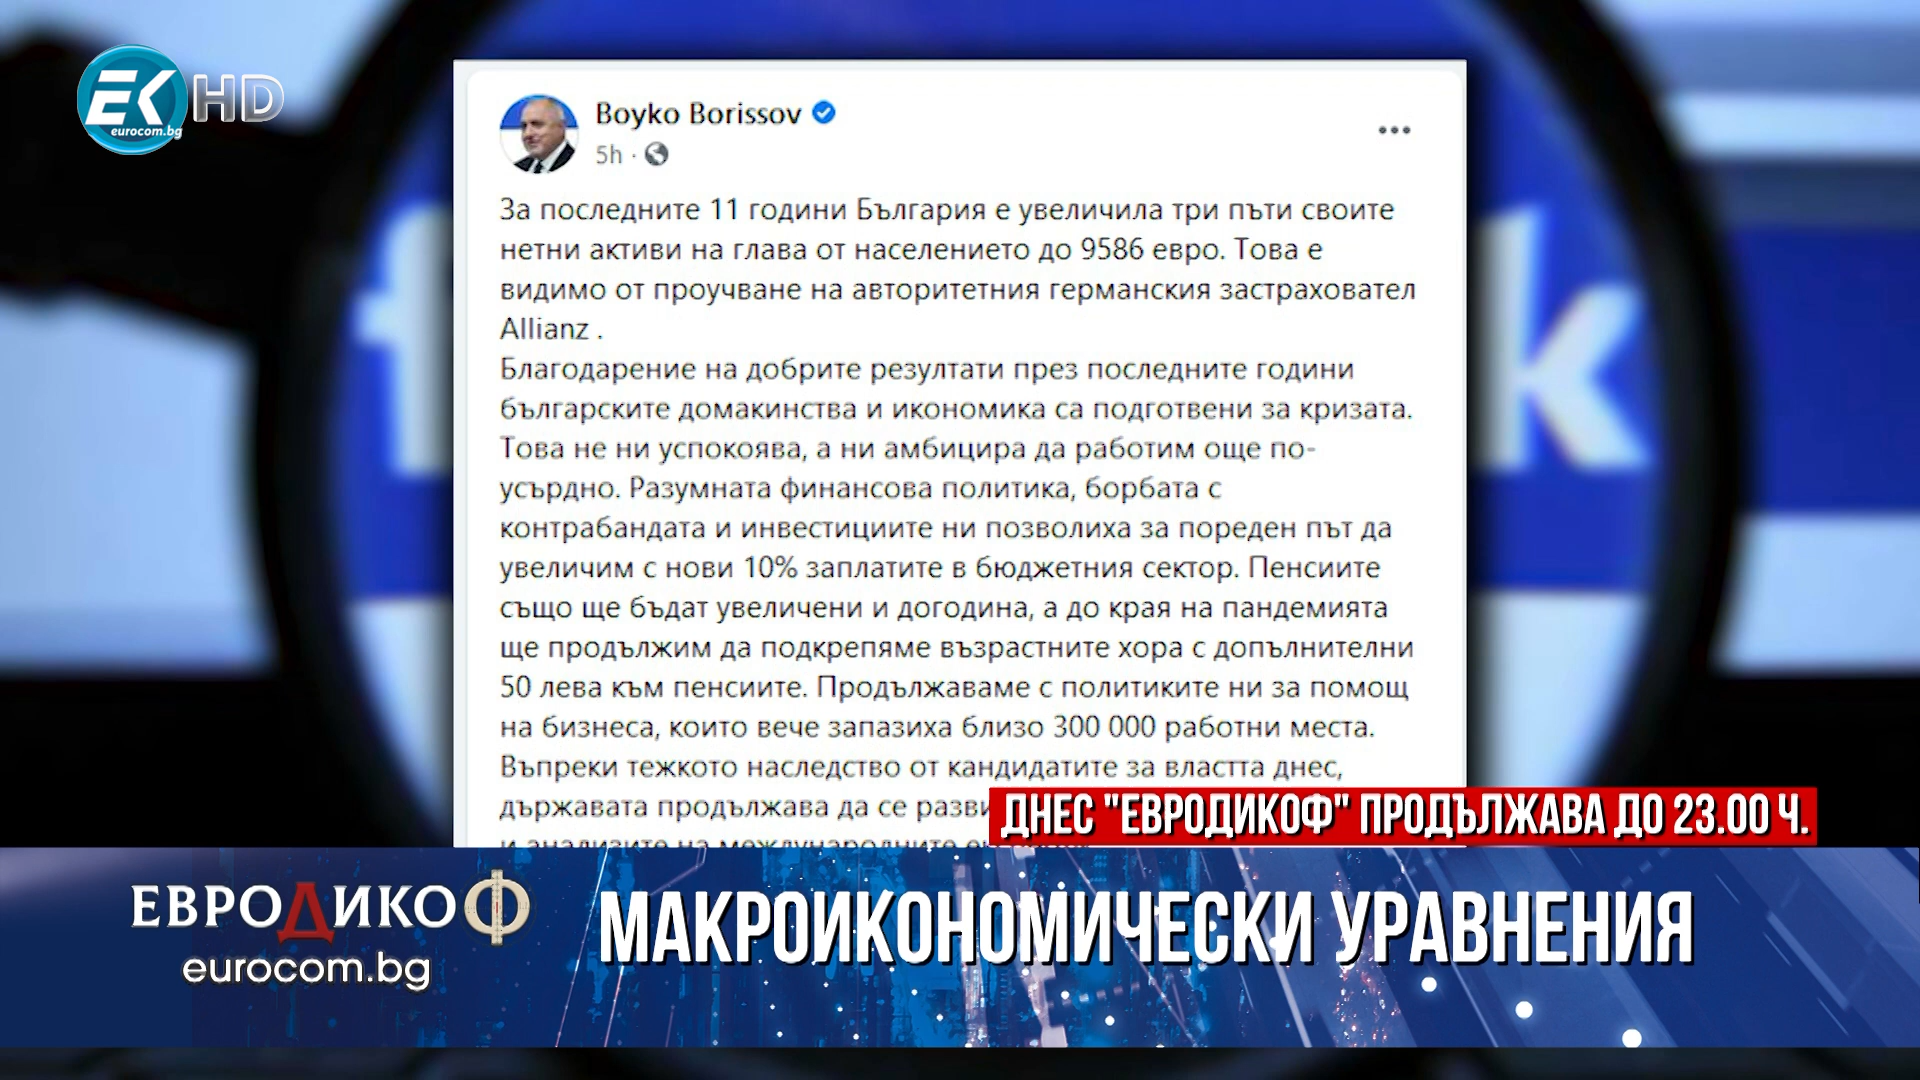 EK HD
eurocom.bg
Boyko Borissov
5h ·
За последните 11 години България е увеличила три пъти своите
нетни активи на глава от населението до 9586 евро. Това е
видимо от проучване на авторитетния германския застраховател
Allianz .
Благодарение на добрите резултати през последните години
българските домакинства и икономика са подготвени за кризата.
Това не ни успокоява, а ни амбицира да работим още по-
усърдно. Разумната финансова политика, борбата с
контрабандата и инвестициите ни позволиха за пореден път да
увеличим с нови 10% заплатите в бюджетния сектор. Пенсиите
също ще бъдат увеличени и догодина, а до края на пандемията
ще продължим да подкрепяме възрастните хора с допълнителни
50 лева към пенсиите. Продължаваме с политиките ни за помощ
на бизнеса, които вече запазиха близо 300 000 работни места.
Въпреки тежкото наследство от кандидатите за властта днес,
държавата продължава да се разви
и анализите на международните
ДНЕС "ЕВРОДИКОФ" ПРОДЪЛЖАВА ДО 23.00 Ч.
ЕВРОДИКОФ
eurocom.bg
МАКРОИКОНОМИЧЕСКИ УРАВНЕНИЯ